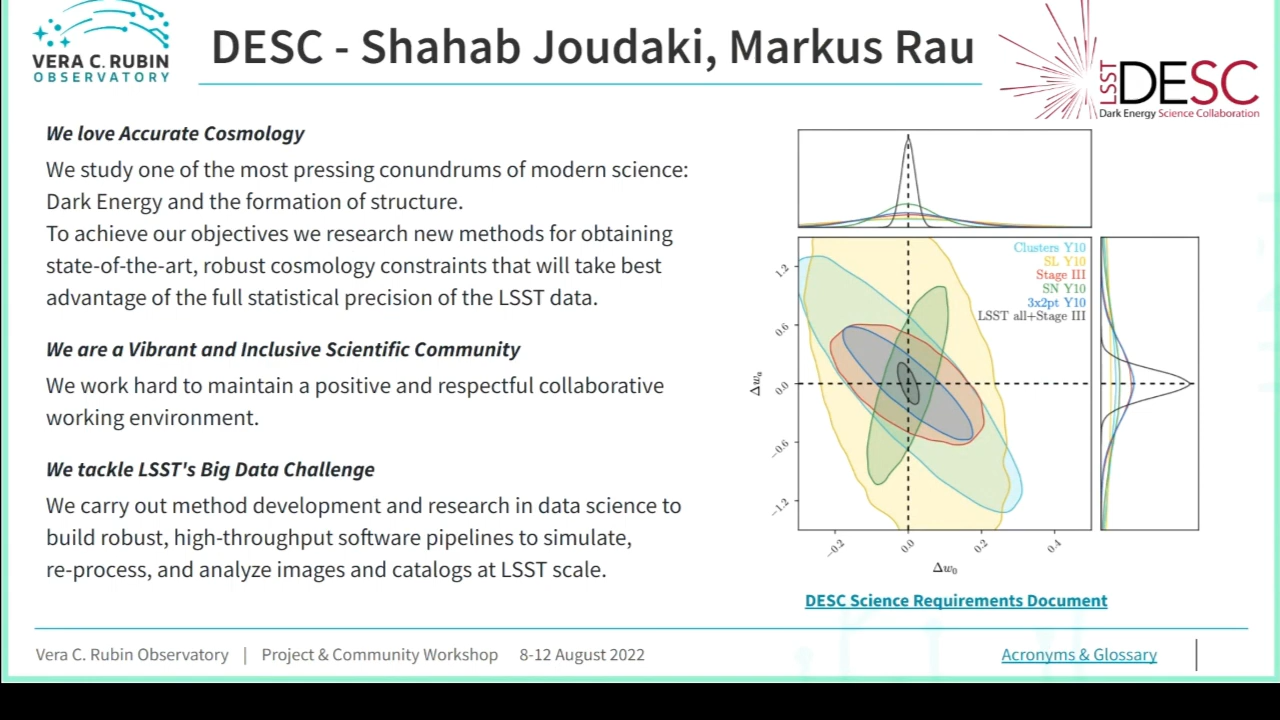 VERA C. RUBIN
OBSERVATORY
DESC - Shahab Joudaki, Markus Rau
LSST DESC
Dark Energy Science Collaboration
We love Accurate Cosmology
We study one of the most pressing conundrums of modern science:
Dark Energy and the formation of structure.
To achieve our objectives we research new methods for obtaining
state-of-the-art, robust cosmology constraints that will take best
advantage of the full statistical precision of the LSST data.
We are a Vibrant and Inclusive Scientific Community
We work hard to maintain a positive and respectful collaborative
working environment.
We tackle LSST's Big Data Challenge
We carry out method development and research in data science to
build robust, high-throughput software pipelines to simulate,
re-process, and analyze images and catalogs at LSST scale.
Clusters Y10
SL Y10
Stage III
SN Y10
3x2pt Y10
LSST all+Stage III
1.2
0.6
0.0
−0.6
−1.2
Δwₐ
−0.2 0.0 0.2 0.4
Δw₀
DESC Science Requirements Document
Vera C. Rubin Observatory | Project & Community Workshop 8-12 August 2022
Acronyms & Glossary